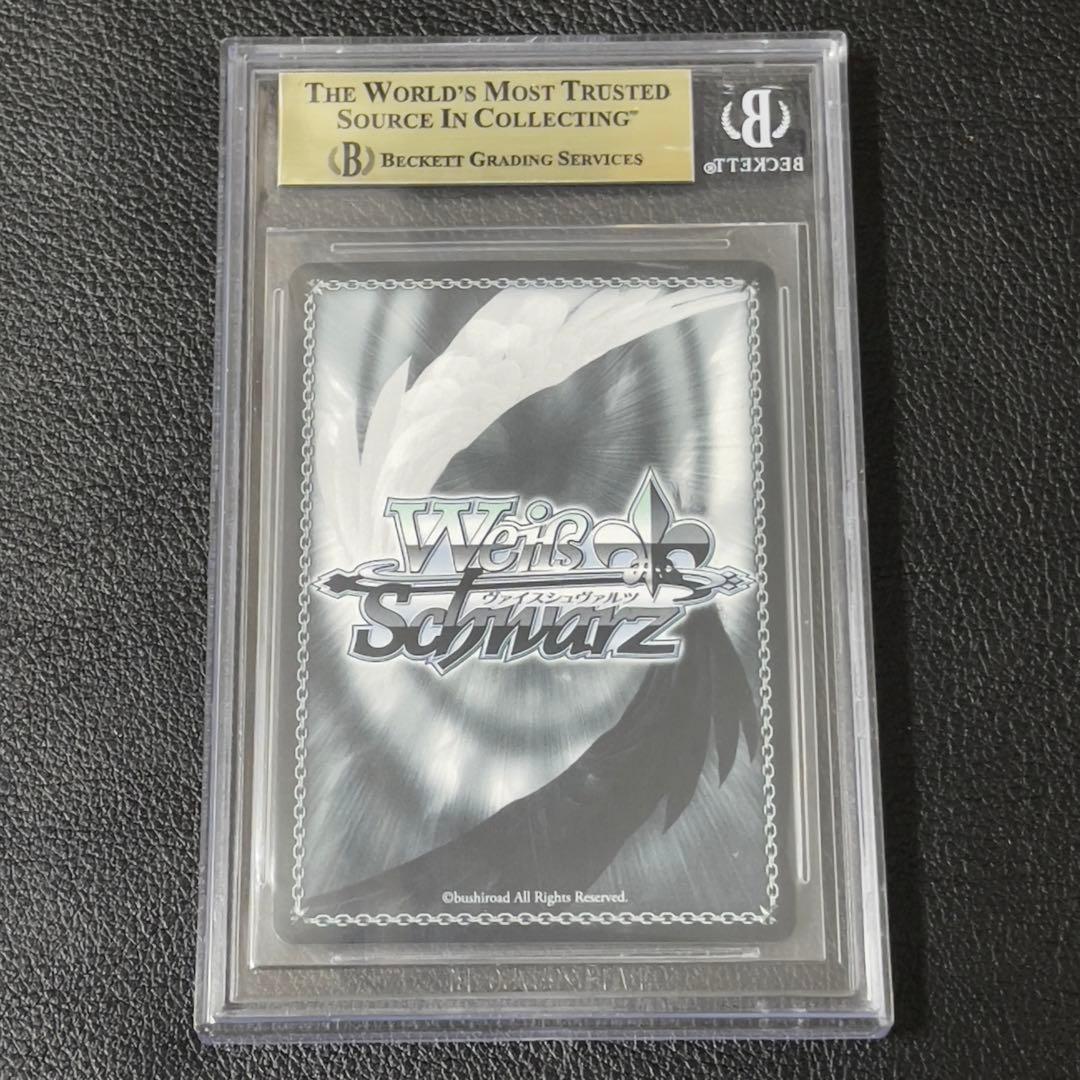 THE WORLD'S MOST TRUSTED
SOURCE IN COLLECTING™
B BECKETT GRADING SERVICES
B
BECKETT®
Weiß
ヴァイスシュヴァルツ
Schwarz
©bushiroad All Rights Reserved.